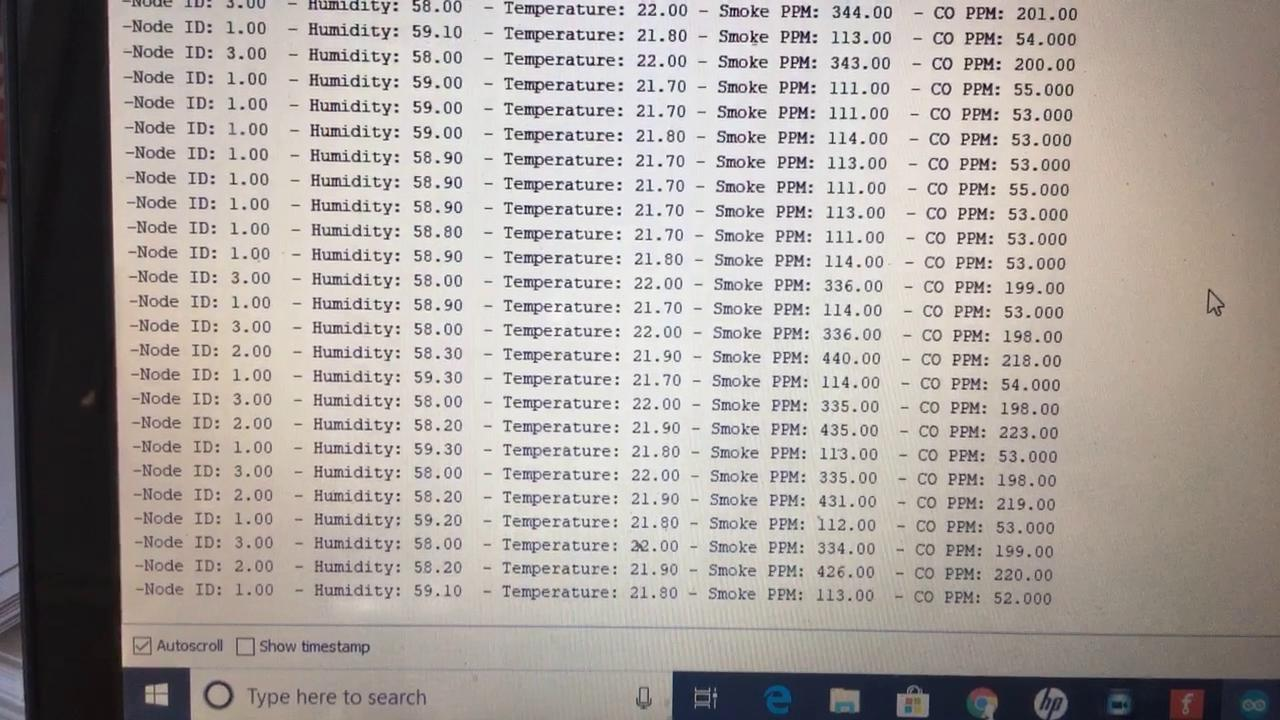 -Node ID: 3.00 - Humidity: 58.00 - Temperature: 22.00 - Smoke PPM: 344.00 - CO PPM: 201.00
-Node ID: 1.00 - Humidity: 59.10 - Temperature: 21.80 - Smoke PPM: 113.00 - CO PPM: 54.000
-Node ID: 3.00 - Humidity: 58.00 - Temperature: 22.00 - Smoke PPM: 343.00 - CO PPM: 200.00
-Node ID: 1.00 - Humidity: 59.00 - Temperature: 21.70 - Smoke PPM: 111.00 - CO PPM: 55.000
-Node ID: 1.00 - Humidity: 59.00 - Temperature: 21.70 - Smoke PPM: 111.00 - CO PPM: 53.000
-Node ID: 1.00 - Humidity: 59.00 - Temperature: 21.80 - Smoke PPM: 114.00 - CO PPM: 53.000
-Node ID: 1.00 - Humidity: 58.90 - Temperature: 21.70 - Smoke PPM: 113.00 - CO PPM: 53.000
-Node ID: 1.00 - Humidity: 58.90 - Temperature: 21.70 - Smoke PPM: 111.00 - CO PPM: 55.000
-Node ID: 1.00 - Humidity: 58.90 - Temperature: 21.70 - Smoke PPM: 113.00 - CO PPM: 53.000
-Node ID: 1.00 - Humidity: 58.80 - Temperature: 21.70 - Smoke PPM: 111.00 - CO PPM: 53.000
-Node ID: 1.00 - Humidity: 58.90 - Temperature: 21.80 - Smoke PPM: 114.00 - CO PPM: 53.000
-Node ID: 3.00 - Humidity: 58.00 - Temperature: 22.00 - Smoke PPM: 336.00 - CO PPM: 199.00
-Node ID: 1.00 - Humidity: 58.90 - Temperature: 21.70 - Smoke PPM: 114.00 - CO PPM: 53.000
-Node ID: 3.00 - Humidity: 58.00 - Temperature: 22.00 - Smoke PPM: 336.00 - CO PPM: 198.00
-Node ID: 2.00 - Humidity: 58.30 - Temperature: 21.90 - Smoke PPM: 440.00 - CO PPM: 218.00
-Node ID: 1.00 - Humidity: 59.30 - Temperature: 21.70 - Smoke PPM: 114.00 - CO PPM: 54.000
-Node ID: 3.00 - Humidity: 58.00 - Temperature: 22.00 - Smoke PPM: 335.00 - CO PPM: 198.00
-Node ID: 2.00 - Humidity: 58.20 - Temperature: 21.90 - Smoke PPM: 435.00 - CO PPM: 223.00
-Node ID: 1.00 - Humidity: 59.30 - Temperature: 21.80 - Smoke PPM: 113.00 - CO PPM: 53.000
-Node ID: 3.00 - Humidity: 58.00 - Temperature: 22.00 - Smoke PPM: 335.00 - CO PPM: 198.00
-Node ID: 2.00 - Humidity: 58.20 - Temperature: 21.90 - Smoke PPM: 431.00 - CO PPM: 219.00
-Node ID: 1.00 - Humidity: 59.20 - Temperature: 21.80 - Smoke PPM: 112.00 - CO PPM: 53.000
-Node ID: 3.00 - Humidity: 58.00 - Temperature: 22.00 - Smoke PPM: 334.00 - CO PPM: 199.00
-Node ID: 2.00 - Humidity: 58.20 - Temperature: 21.90 - Smoke PPM: 426.00 - CO PPM: 220.00
-Node ID: 1.00 - Humidity: 59.10 - Temperature: 21.80 - Smoke PPM: 113.00 - CO PPM: 52.000
Autoscroll Show timestamp
Type here to search
hp